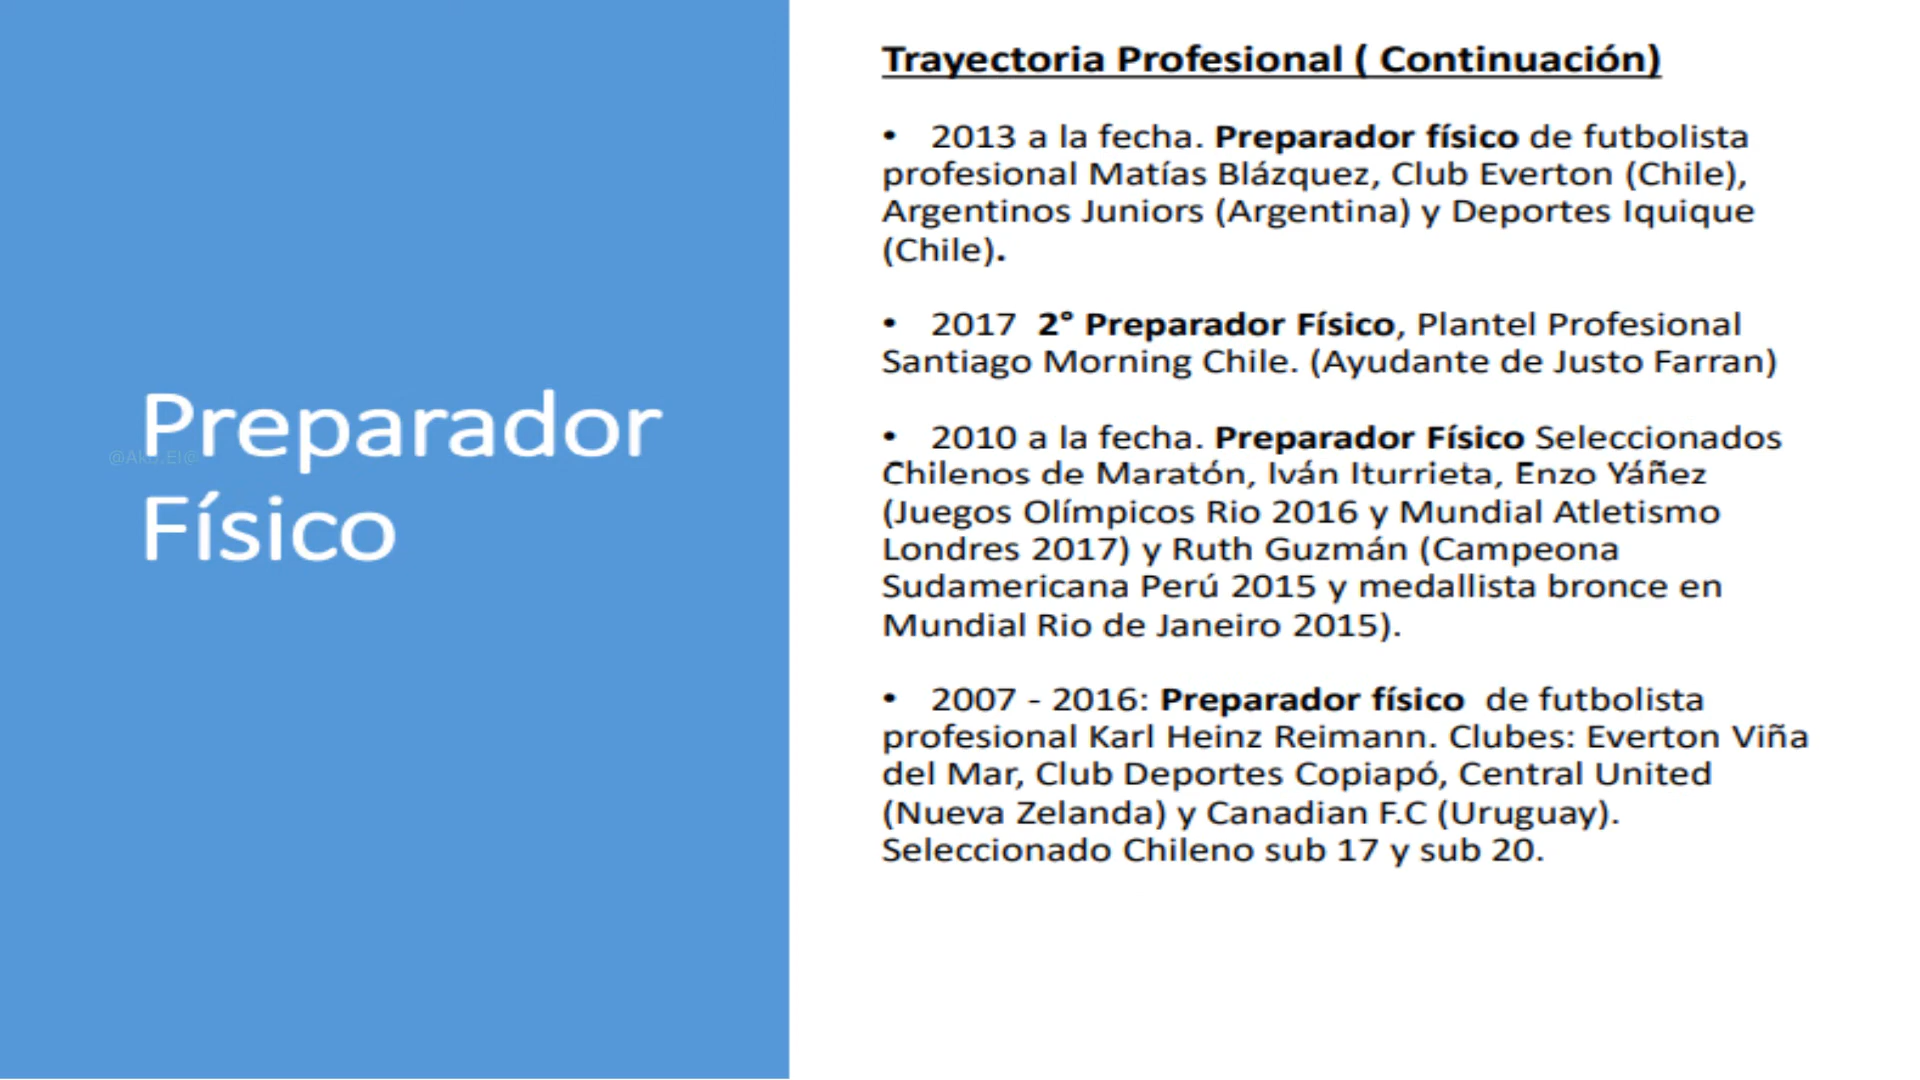 Preparador
Físico
Trayectoria Profesional ( Continuación)
• 2013 a la fecha. Preparador físico de futbolista
profesional Matías Blázquez, Club Everton (Chile),
Argentinos Juniors (Argentina) y Deportes Iquique
(Chile).
• 2017 2° Preparador Físico, Plantel Profesional
Santiago Morning Chile. (Ayudante de Justo Farran)
• 2010 a la fecha. Preparador Físico Seleccionados
Chilenos de Maratón, Iván Iturrieta, Enzo Yáñez
(Juegos Olímpicos Rio 2016 y Mundial Atletismo
Londres 2017) y Ruth Guzmán (Campeona
Sudamericana Perú 2015 y medallista bronce en
Mundial Rio de Janeiro 2015).
• 2007 - 2016: Preparador físico de futbolista
profesional Karl Heinz Reimann. Clubes: Everton Viña
del Mar, Club Deportes Copiapó, Central United
(Nueva Zelanda) y Canadian F.C (Uruguay).
Seleccionado Chileno sub 17 y sub 20.